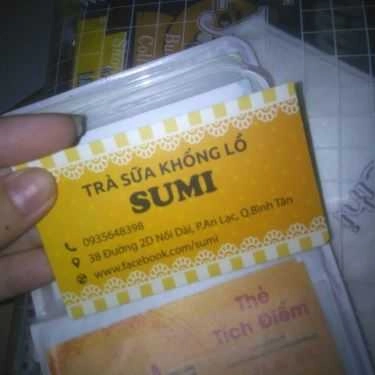 TRÀ SỮA KHỔNG LỒ
SUMI
0935648398
38 Đường 2D Nối Dài, P.An Lạc, Q.Bình Tân
www.facebook.com/sumi
Thẻ
Tích Điểm